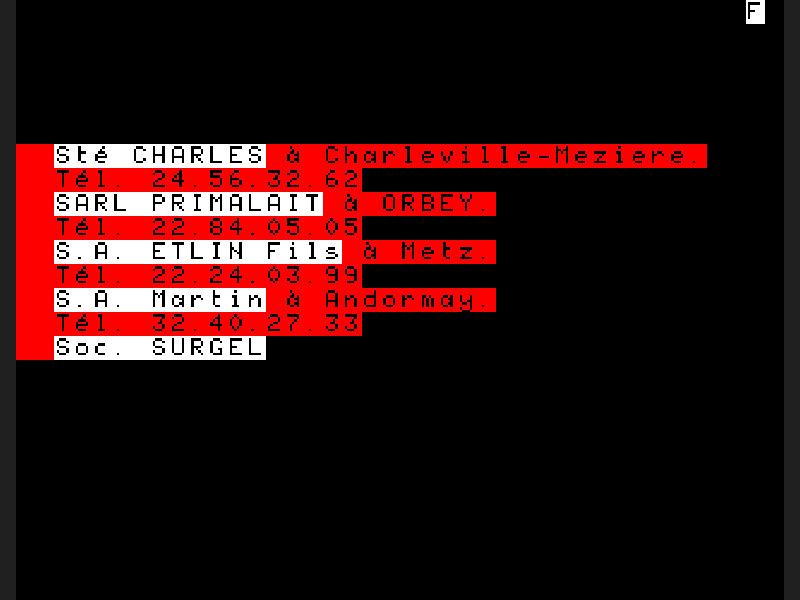 F
Sté CHARLES à Charleville-Meziere.
Tél. 24.56.32.62
SARL PRIMALAIT à ORBEY.
Tél. 22.84.05.05
S.A. ETLIN Fils à Metz.
Tél. 22.24.03.99
S.A. Martin à Andormay.
Tél. 32.40.27.33
Soc. SURGEL